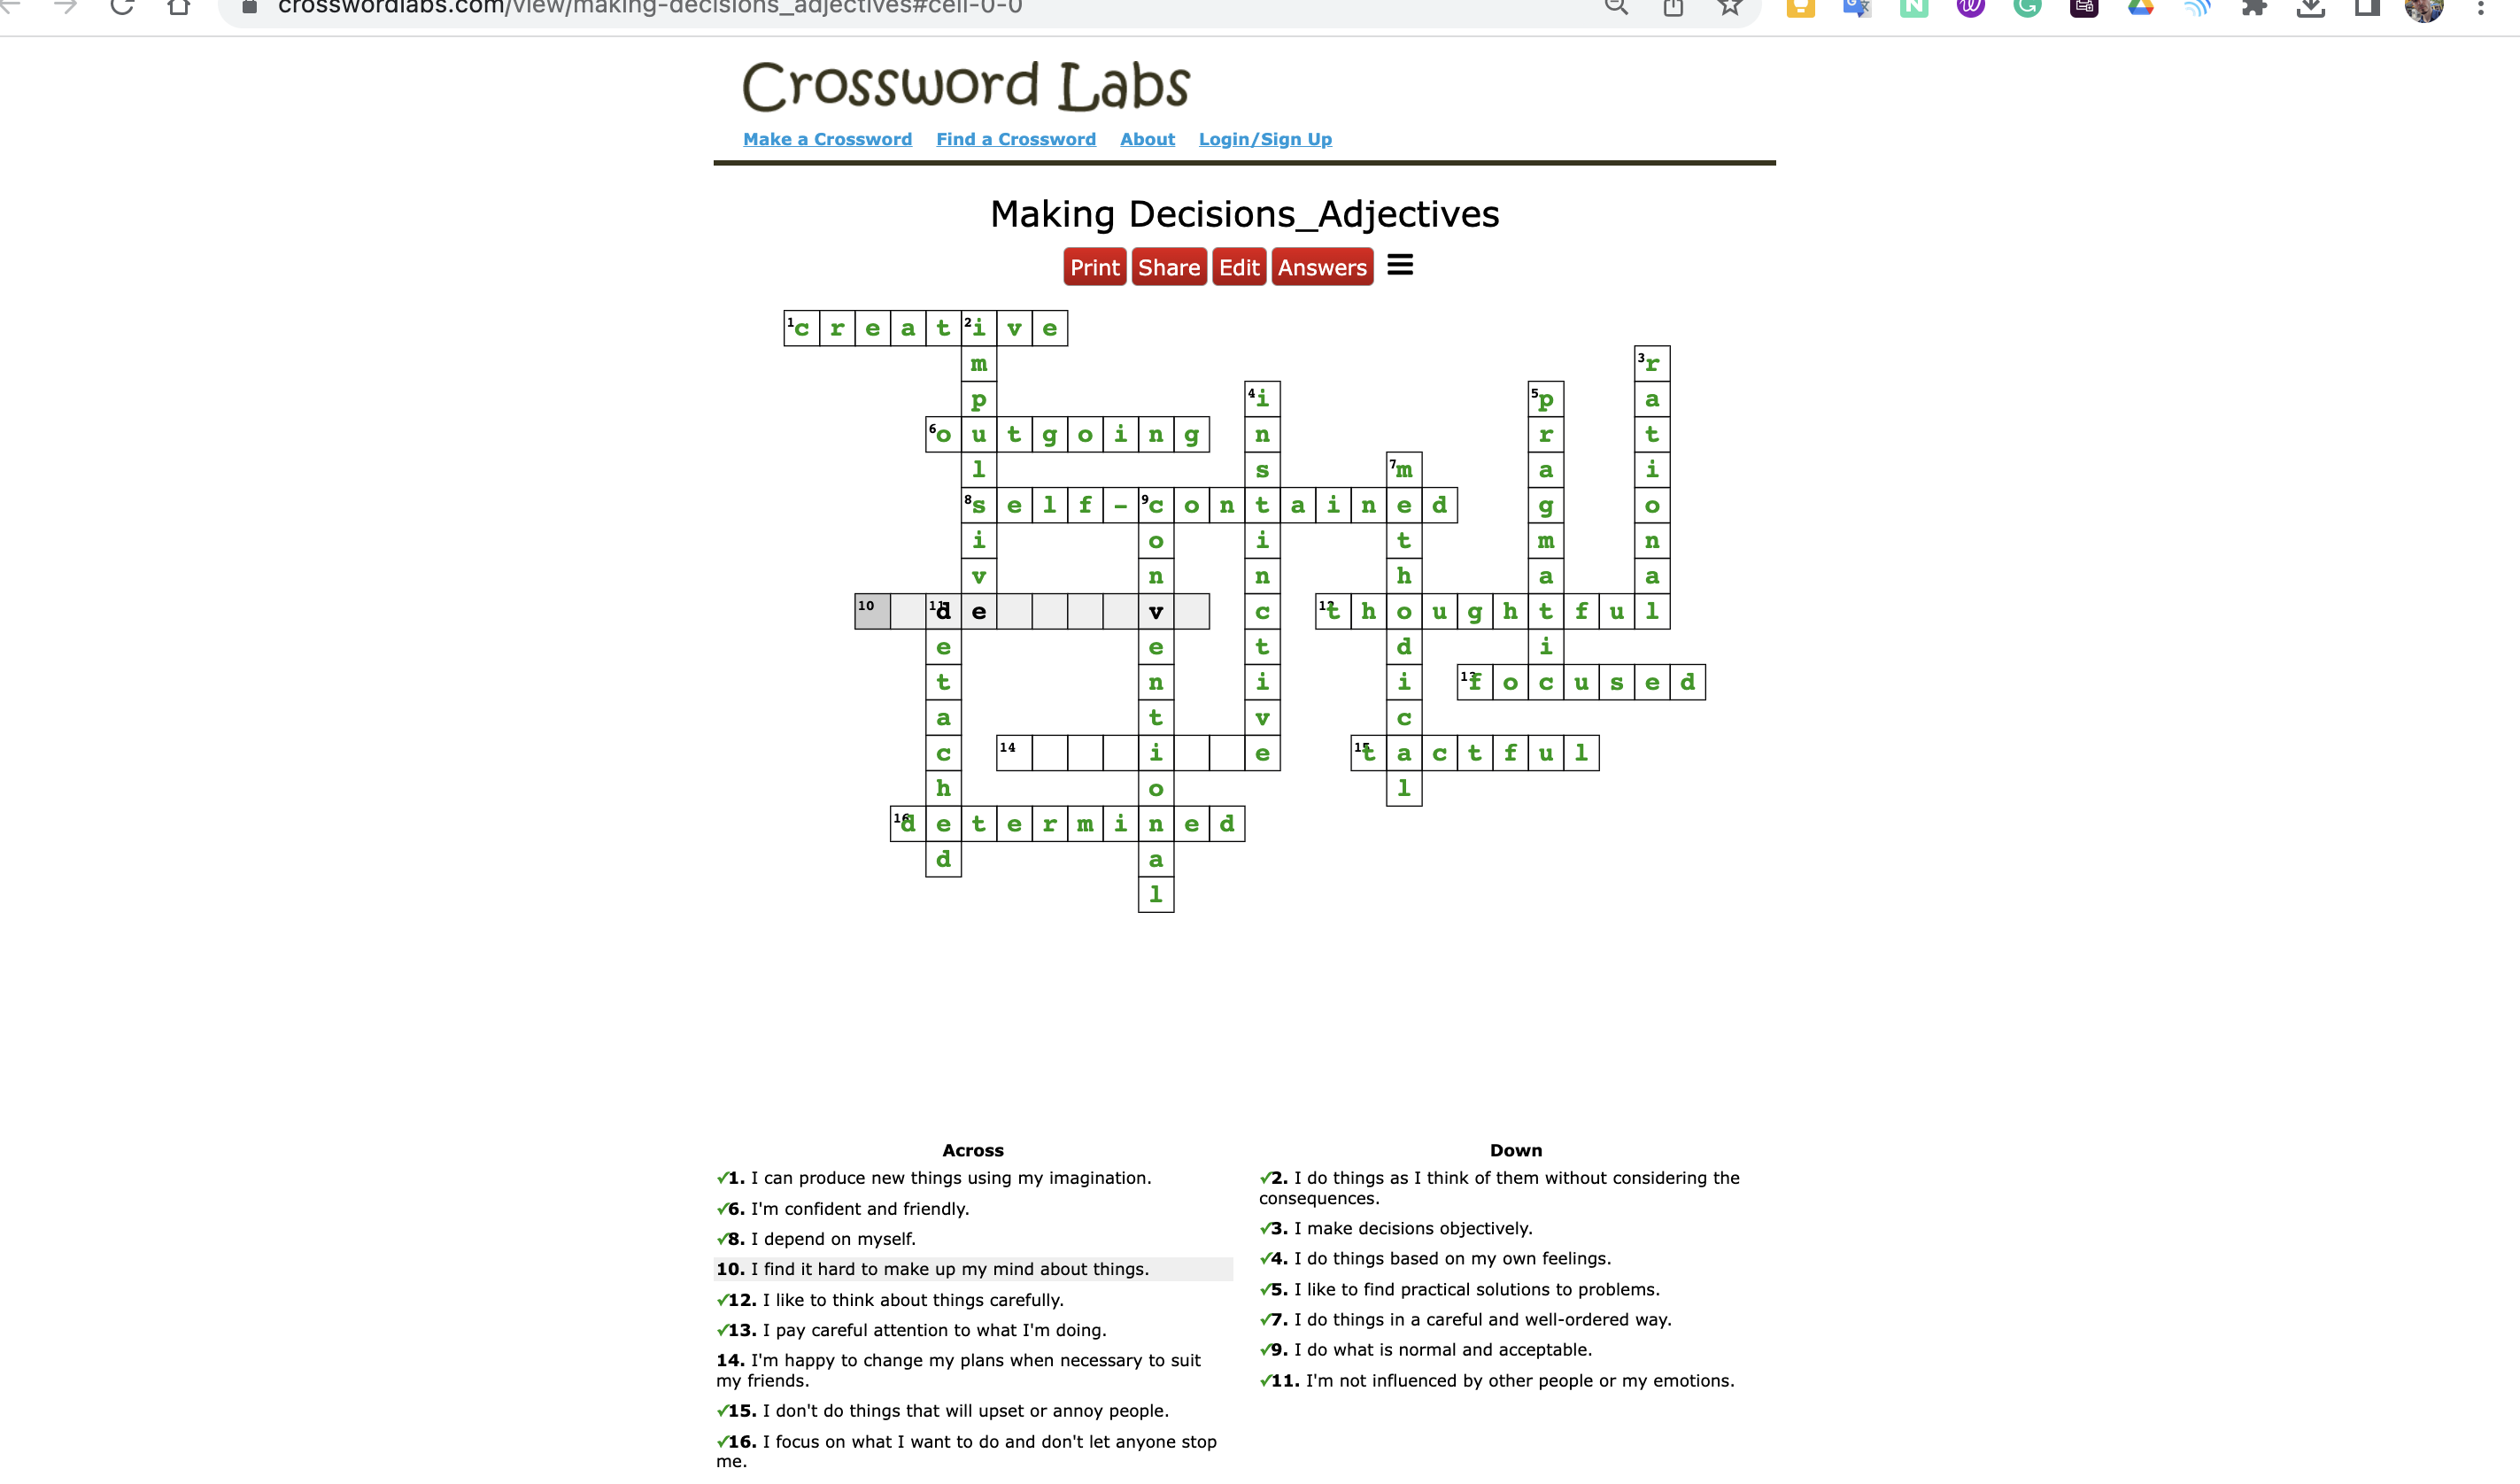 crosswordlabs.com/view/making-decisions_adjectives#cell-0-0
Crossword Labs
Make a Crossword Find a Crossword About Login/Sign Up
Making Decisions_Adjectives
Print Share Edit Answers
1 c r e a t 2 i v e
m 3 r
p 4 i 5 p a
6 o u t g o i n g n r t
l s 7 m a i
8 s e l f - 9 c o n t a i n e d g o
i o i t m n
v n n h a a
10 11 d e v c 12 t h o u g h t f u l
e e t d i
t n i i 13 f o c u s e d
a t v c
c 14 i e 15 t a c t f u l
h o l
16 d e t e r m i n e d
d a
l
Across
✓1. I can produce new things using my imagination.
✓6. I'm confident and friendly.
✓8. I depend on myself.
10. I find it hard to make up my mind about things.
✓12. I like to think about things carefully.
✓13. I pay careful attention to what I'm doing.
14. I'm happy to change my plans when necessary to suit
my friends.
✓15. I don't do things that will upset or annoy people.
✓16. I focus on what I want to do and don't let anyone stop
me.
Down
✓2. I do things as I think of them without considering the
consequences.
✓3. I make decisions objectively.
✓4. I do things based on my own feelings.
✓5. I like to find practical solutions to problems.
✓7. I do things in a careful and well-ordered way.
✓9. I do what is normal and acceptable.
✓11. I'm not influenced by other people or my emotions.